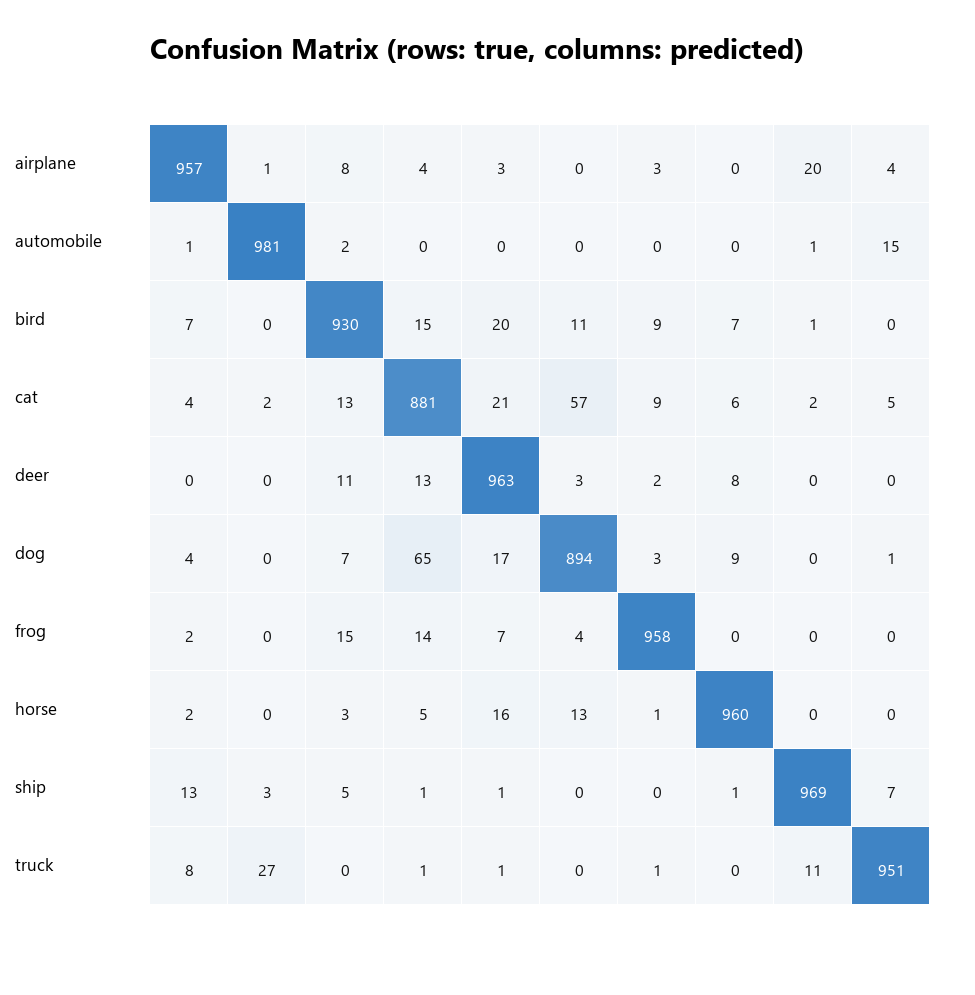 Confusion Matrix (rows: true, columns: predicted)
airplane 957 1 8 4 3 0 3 0 20 4
automobile 1 981 2 0 0 0 0 0 1 15
bird 7 0 930 15 20 11 9 7 1 0
cat 4 2 13 881 21 57 9 6 2 5
deer 0 0 11 13 963 3 2 8 0 0
dog 4 0 7 65 17 894 3 9 0 1
frog 2 0 15 14 7 4 958 0 0 0
horse 2 0 3 5 16 13 1 960 0 0
ship 13 3 5 1 1 0 0 1 969 7
truck 8 27 0 1 1 0 1 0 11 951